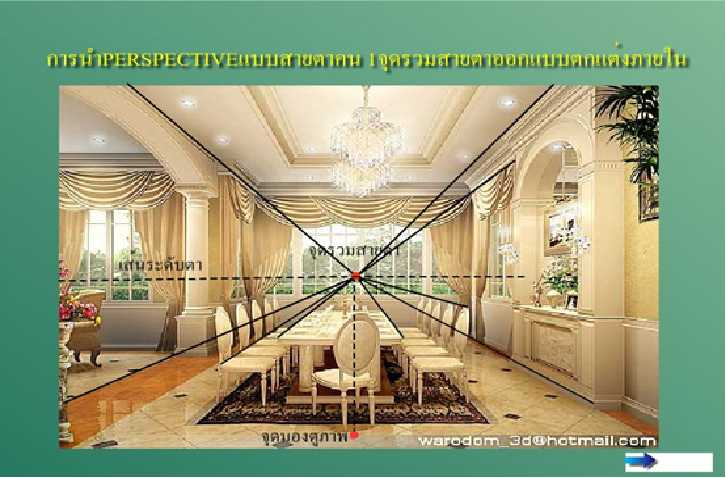 การนำPERSPECTIVEแบบสายตาคน 1จุดรวมสายตาออกแบบตกแต่งภายใน
จุดรวมสายตา
เส้นระดับตา
จุดมองดูภาพ
warodom_3d@hotmail.com